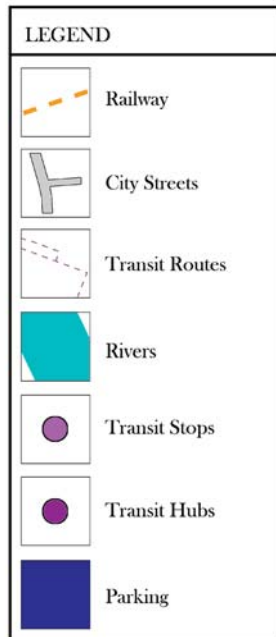 LEGEND
Railway
City Streets
Transit Routes
Rivers
Transit Stops
Transit Hubs
Parking